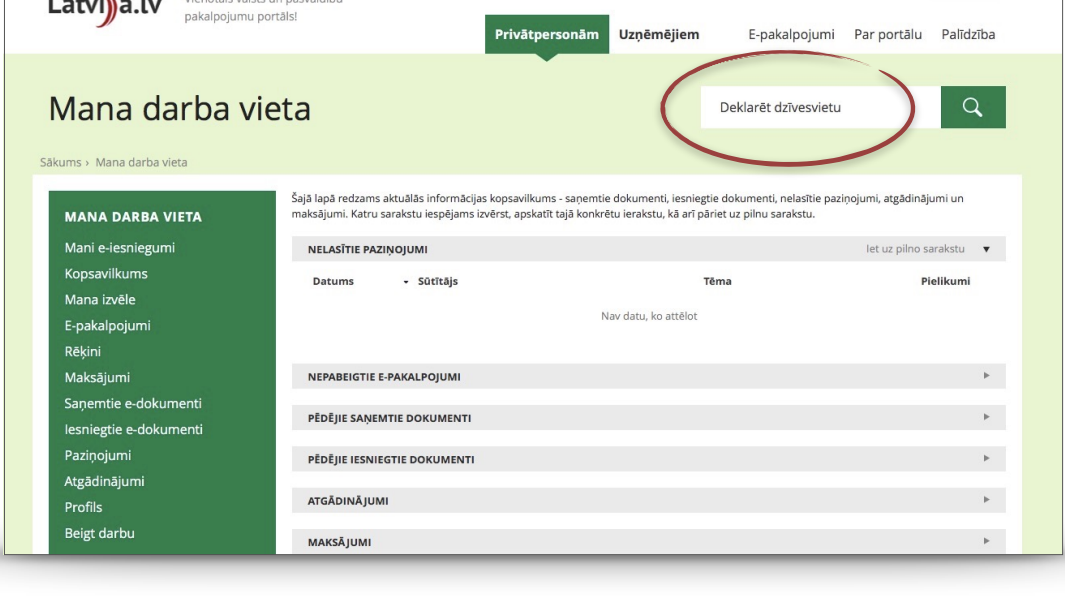 Latvija.lv
Vienotais valsts un pašvaldību
pakalpojumu portāls!
Privātpersonām Uzņēmējiem E-pakalpojumi Par portālu Palīdzība
Mana darba vieta
Deklarēt dzīvesvietu
Sākums › Mana darba vieta
MANA DARBA VIETA
Mani e-iesniegumi
Kopsavilkums
Mana izvēle
E-pakalpojumi
Rēķini
Maksājumi
Saņemtie e-dokumenti
Iesniegtie e-dokumenti
Paziņojumi
Atgādinājumi
Profils
Beigt darbu
Šajā lapā redzams aktuālās informācijas kopsavilkums - saņemtie dokumenti, iesniegtie dokumenti, nelasītie paziņojumi, atgādinājumi un
maksājumi. Katru sarakstu iespējams izvērst, apskatīt tajā konkrētu ierakstu, kā arī pāriet uz pilnu sarakstu.
NELASĪTIE PAZIŅOJUMI Iet uz pilno sarakstu
Datums Sūtītājs Tēma Pielikumi
Nav datu, ko attēlot
NEPABEIGTIE E-PAKALPOJUMI
PĒDĒJIE SAŅEMTIE DOKUMENTI
PĒDĒJIE IESNIEGTIE DOKUMENTI
ATGĀDINĀJUMI
MAKSĀJUMI